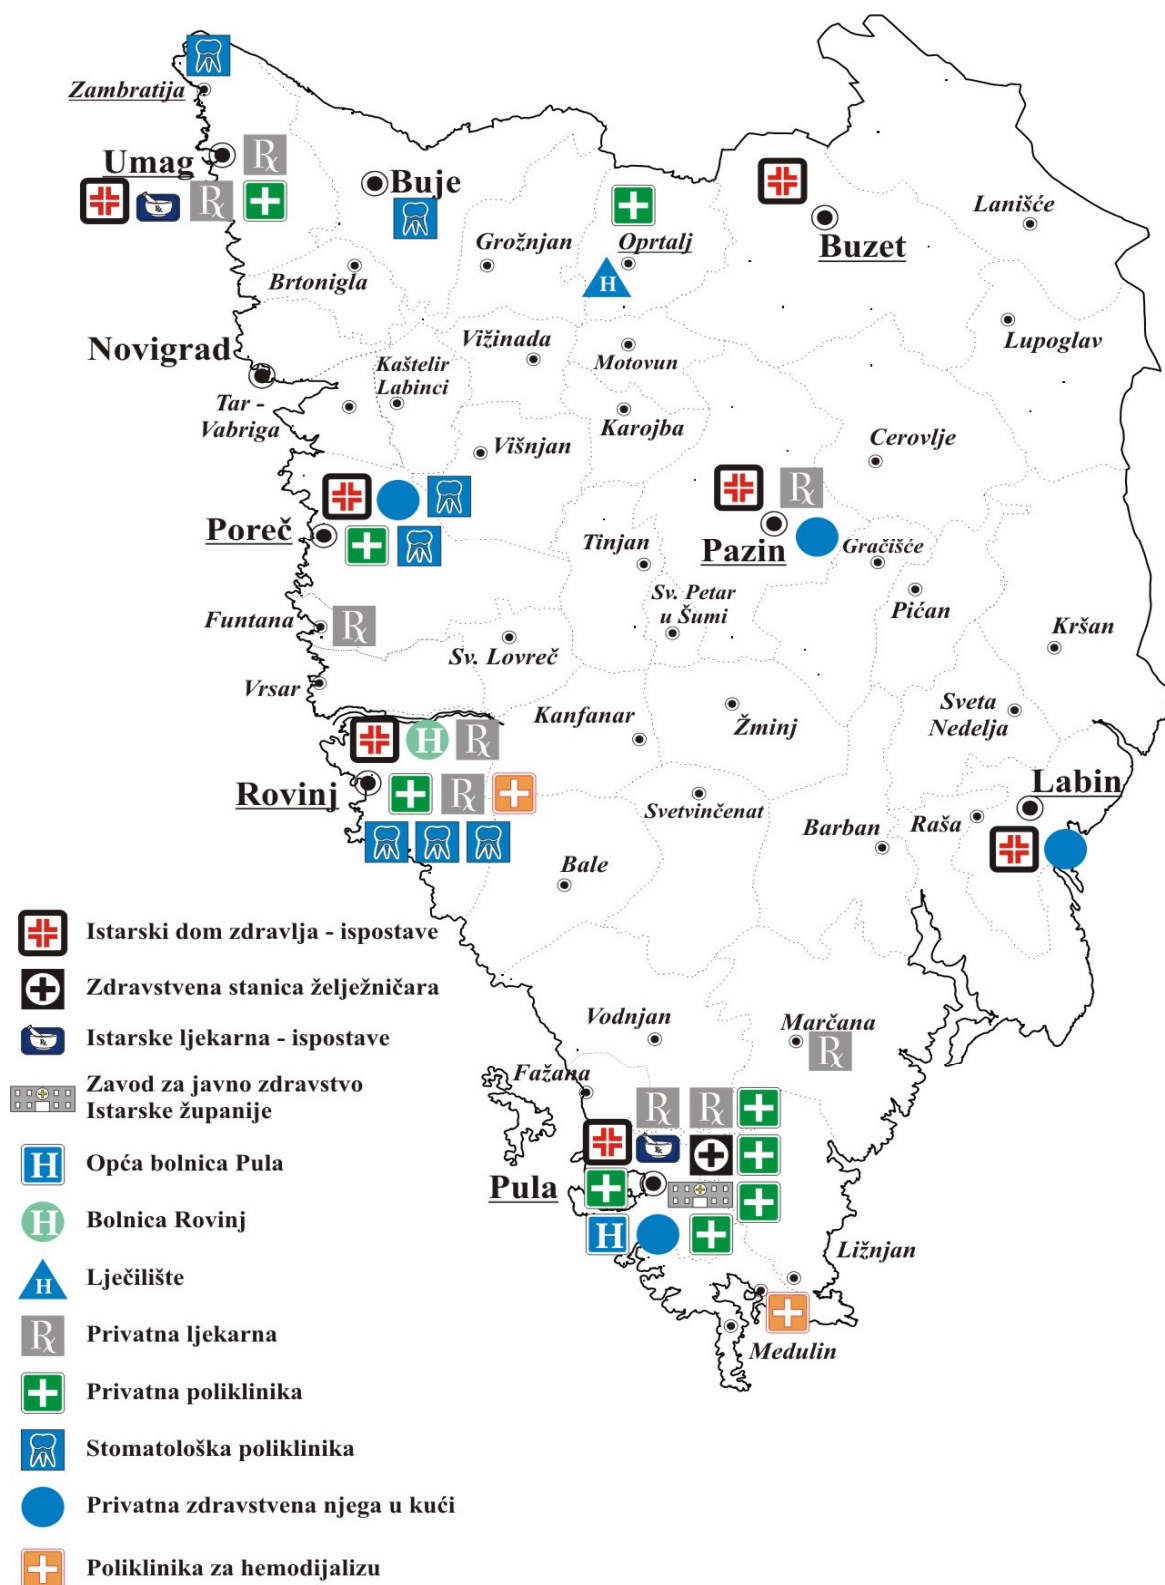 Zambratija
Umag
Buje
Grožnjan
Oprtalj
H
Buzet
Lanišće
Brtonigla
Novigrad
Vižinada
Motovun
Lupoglav
Kaštelir
Labinci
Tar -
Vabriga
Karojba
Višnjan
Cerovlje
Poreč
Tinjan
Pazin
Gračišće
Sv. Petar
u Šumi
Pićan
Funtana
Sv. Lovreč
Kršan
Vrsar
Kanfanar
Žminj
Sveta
Nedelja
H
Rovinj
Labin
Svetvinčenat
Barban
Raša
Bale
Istarski dom zdravlja - ispostave
Zdravstvena stanica želježničara
Istarske ljekarna - ispostave
Zavod za javno zdravstvo
Istarske županije
H Opća bolnica Pula
H Bolnica Rovinj
H Lječilište
Rx Privatna ljekarna
Privatna poliklinika
Stomatološka poliklinika
Privatna zdravstvena njega u kući
Poliklinika za hemodijalizu
Vodnjan
Marčana
Fažana
Pula
H
Ližnjan
Medulin